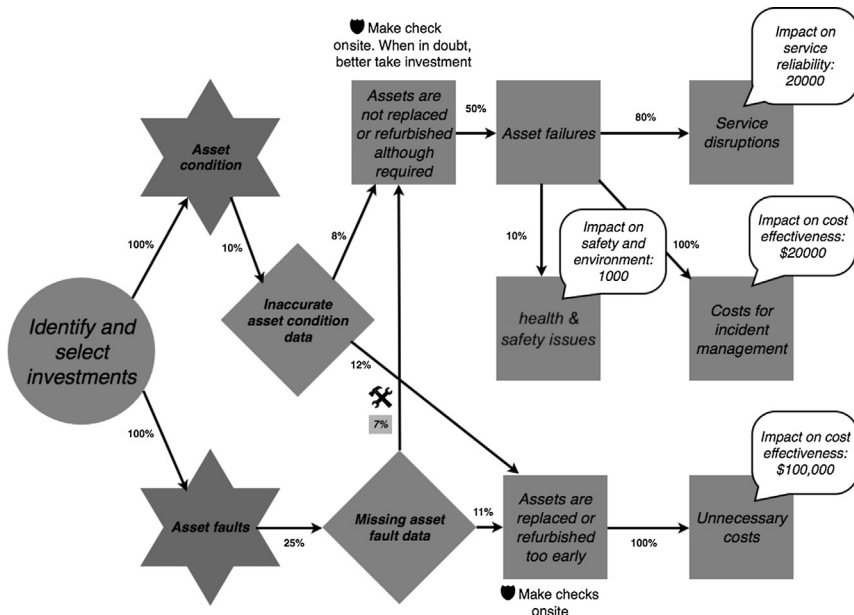 Make check
onsite. When in doubt,
better take investment
Impact on
service
reliability:
20000
Asset
condition
Assets are
not replaced
or refurbished
although
required
50%
Asset failures
80%
Service
disruptions
100%
10%
8%
10%
100%
Impact on
safety and
environment:
1000
Impact on cost
effectiveness:
$20000
Inaccurate
asset condition
data
health &
safety issues
Costs for
incident
management
Identify and
select
investments
12%
7%
100%
Impact on cost
effectiveness:
$100,000
Asset faults
25%
Missing asset
fault data
11%
Assets are
replaced or
refurbished
too early
100%
Unnecessary
costs
Make checks
onsite